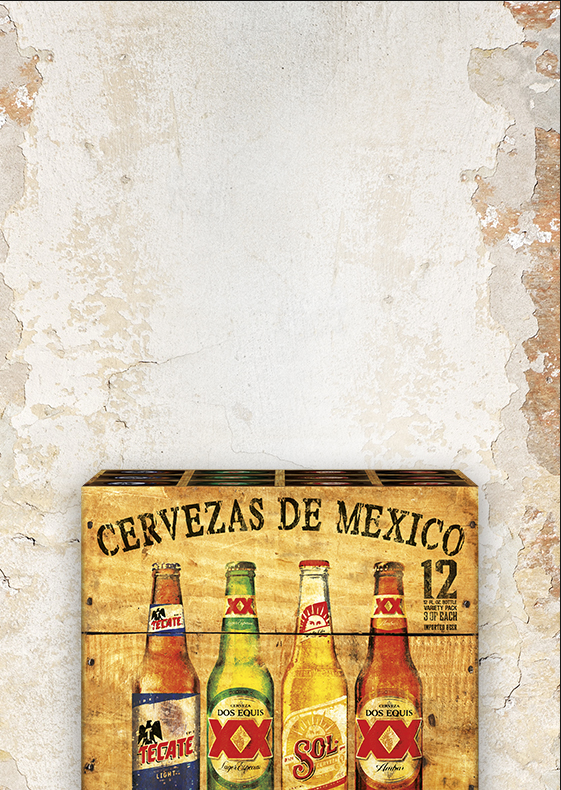 CERVEZAS DE MEXICO
12
12 FL. OZ. BOTTLE
VARIETY PACK
3 OF EACH
IMPORTED BEER
TECATE
XX
SOL
XX
TECATE
LIGHT
CERVEZA
DOS EQUIS
XX
Lager Especial
SOL
CERVEZA
DOS EQUIS
XX
Ambar